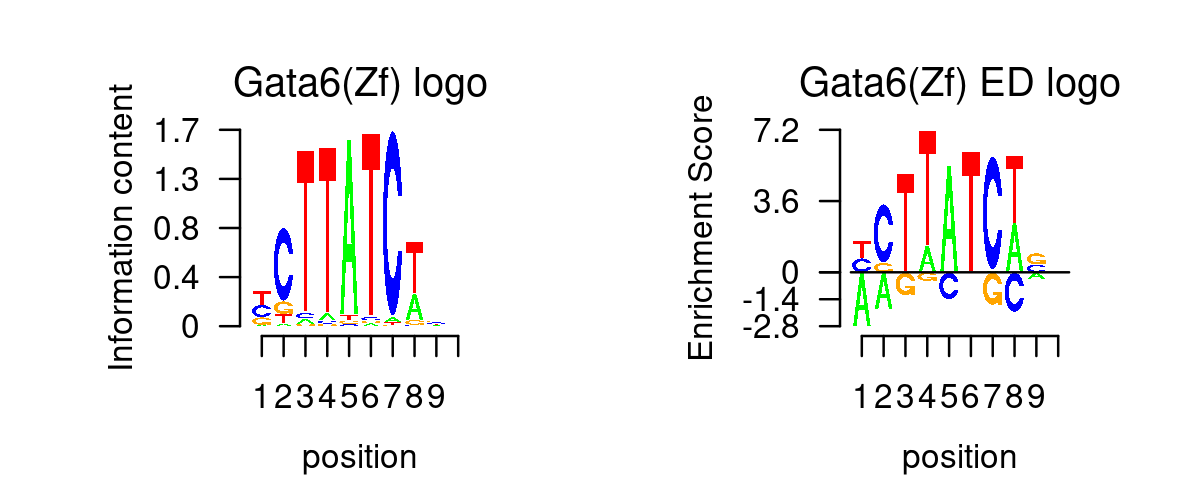 Gata6(Zf) logo
Information content
1.7
1.3
0.8
0.4
0
T C G
C G T A
T C A
T A C
A T C
T C A
C A T
T A G
123456789
position
Gata6(Zf) ED logo
Enrichment Score
7.2
3.6
0
-1.4
-2.8
T C A
C G A
T G
T A G
A C
T
C G
T A C
G C A
123456789
position